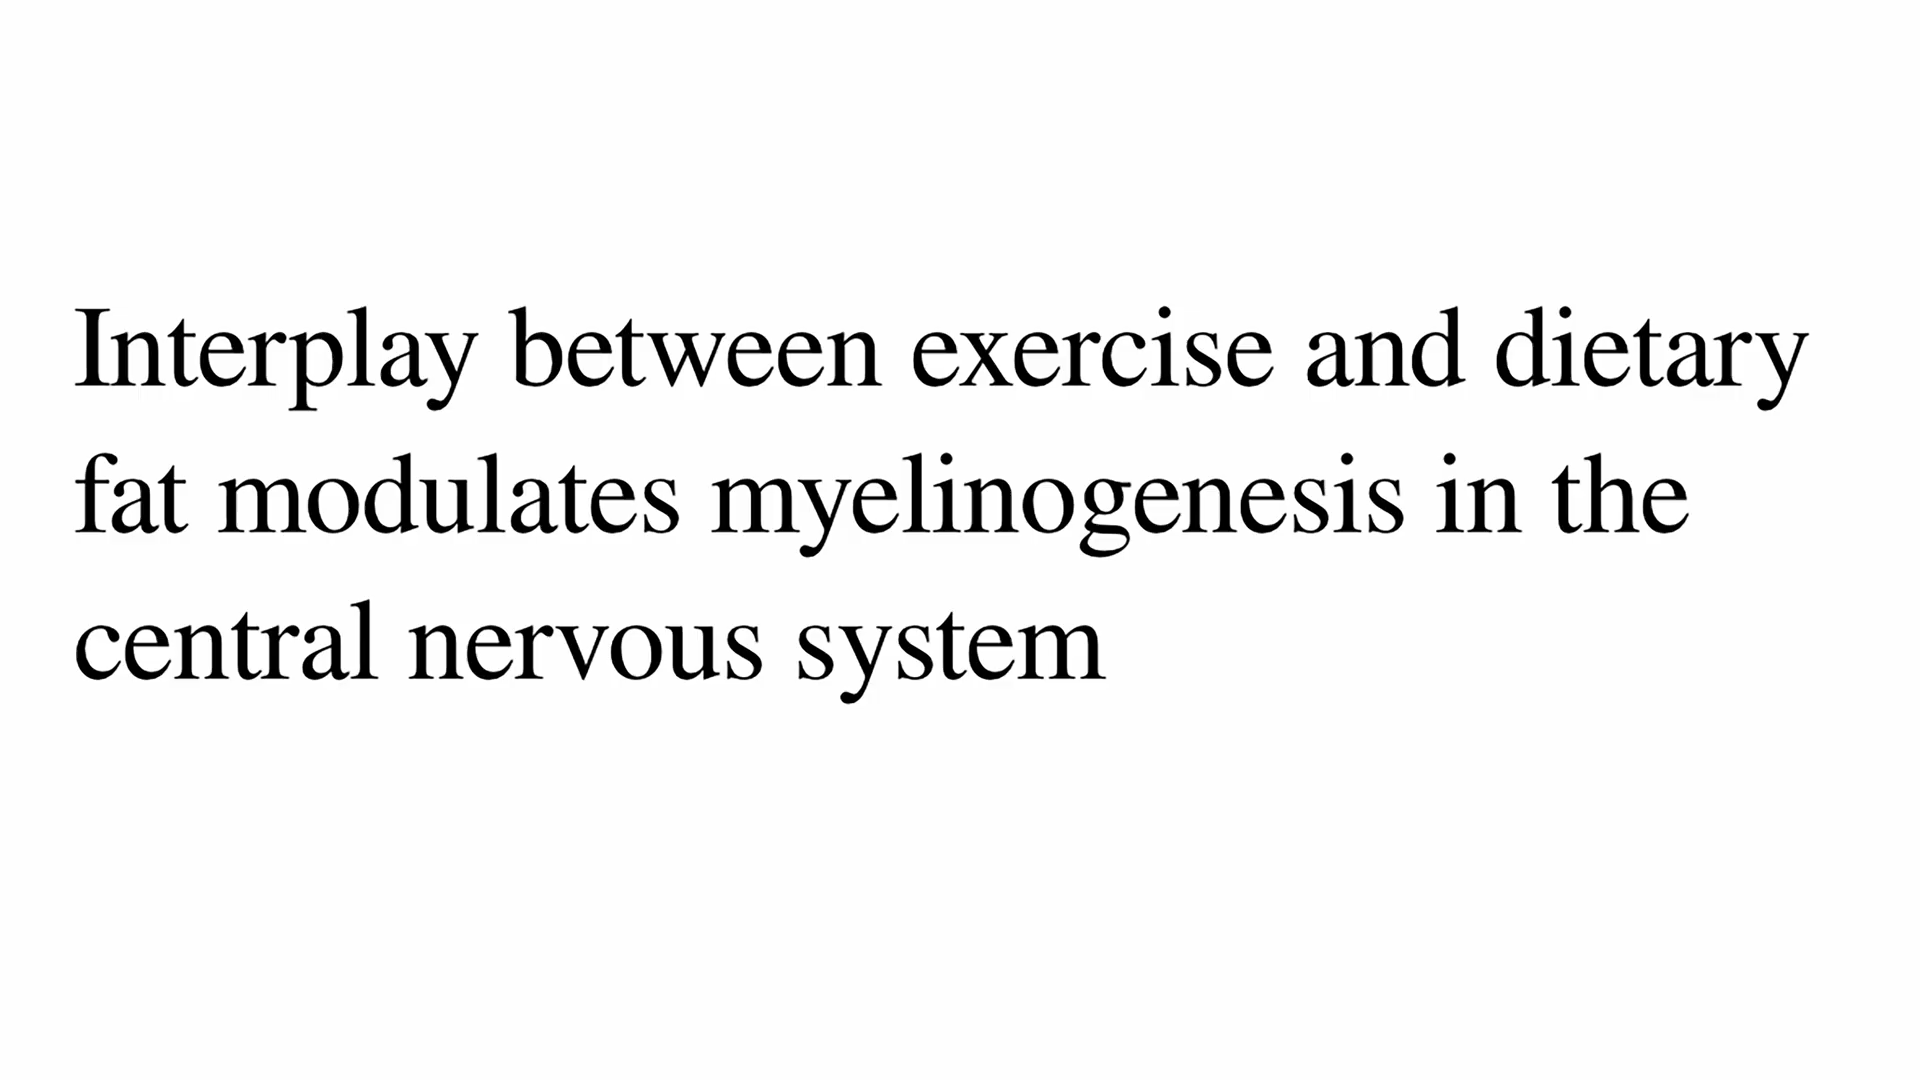 Interplay between exercise and dietary
fat modulates myelinogenesis in the
central nervous system